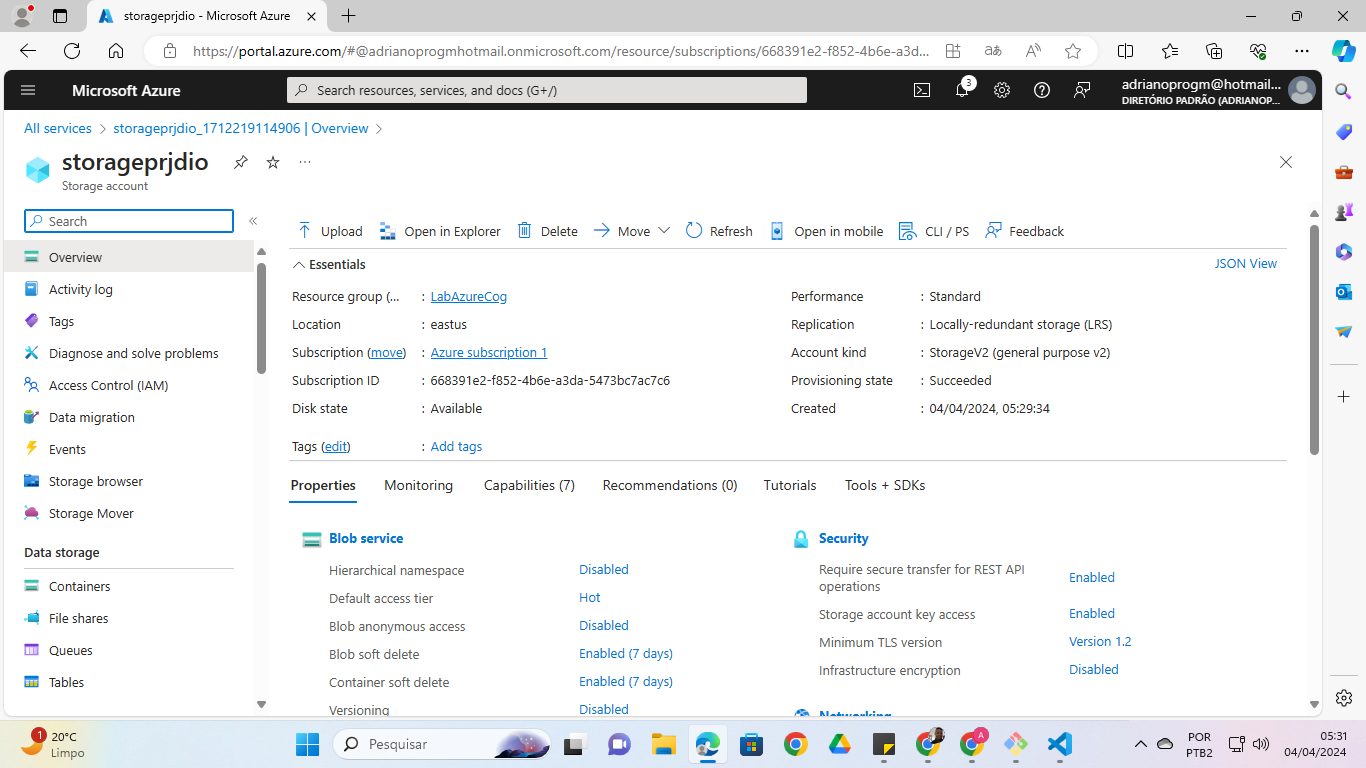 storageprjdio - Microsoft Azure
https://portal.azure.com/#@adrianoprogmhotmail.onmicrosoft.com/resource/subscriptions/668391e2-f852-4b6e-a3d...
Microsoft Azure
Search resources, services, and docs (G+/)
3
adrianoprogm@hotmail...
DIRETÓRIO PADRÃO (ADRIANOP...
All services > storageprjdio_1712219114906 | Overview >
storageprjdio
Storage account
Search
Overview
Activity log
Tags
Diagnose and solve problems
Access Control (IAM)
Data migration
Events
Storage browser
Storage Mover
Data storage
Containers
File shares
Queues
Tables
Upload Open in Explorer Delete Move Refresh Open in mobile CLI / PS Feedback
Essentials
JSON View
Resource group (... : LabAzureCog
Location : eastus
Subscription (move) : Azure subscription 1
Subscription ID : 668391e2-f852-4b6e-a3da-5473bc7ac7c6
Disk state : Available
Performance : Standard
Replication : Locally-redundant storage (LRS)
Account kind : StorageV2 (general purpose v2)
Provisioning state : Succeeded
Created : 04/04/2024, 05:29:34
Tags (edit) : Add tags
Properties Monitoring Capabilities (7) Recommendations (0) Tutorials Tools + SDKs
Blob service
Hierarchical namespace Disabled
Default access tier Hot
Blob anonymous access Disabled
Blob soft delete Enabled (7 days)
Container soft delete Enabled (7 days)
Versioning Disabled
Security
Require secure transfer for REST API
operations Enabled
Storage account key access Enabled
Minimum TLS version Version 1.2
Infrastructure encryption Disabled
Networking
1
20°C
Limpo
Pesquisar
A
POR
PTB2
05:31
04/04/2024